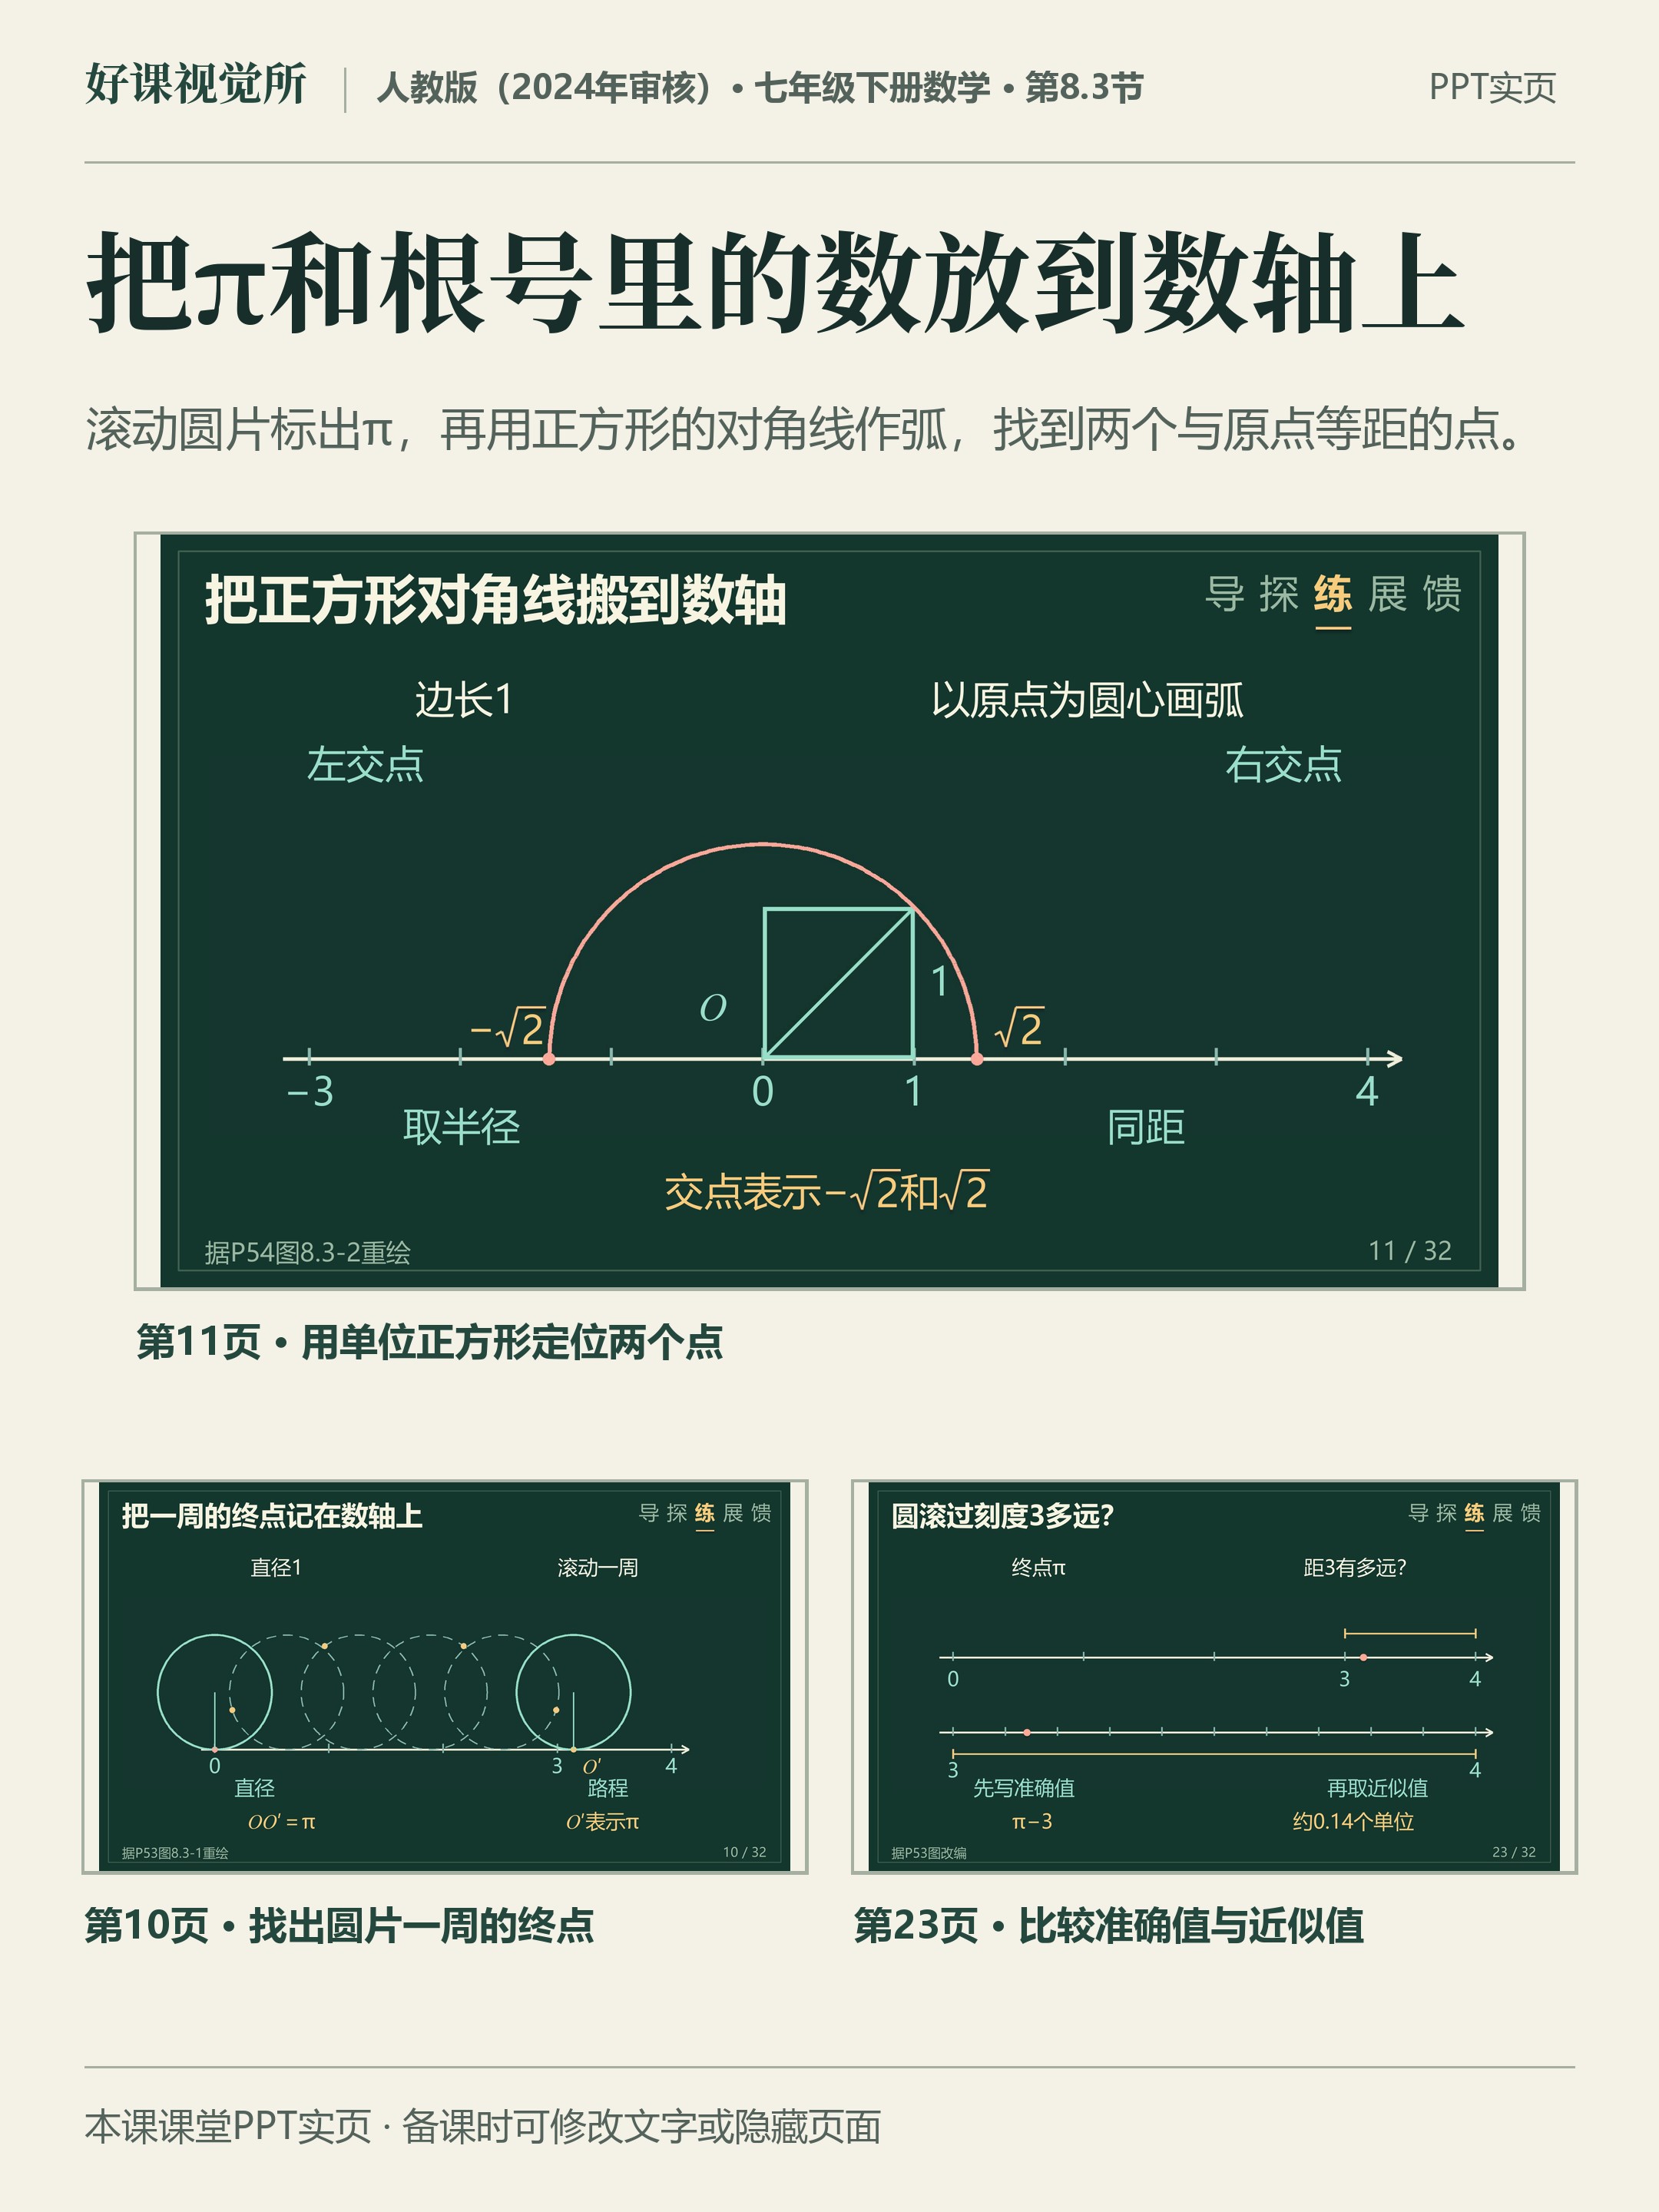 好课视觉所
人教版（2024年审核）• 七年级下册数学 • 第8.3节
PPT实页
把π和根号里的数放到数轴上
滚动圆片标出π，再用正方形的对角线作弧，找到两个与原点等距的点。
把正方形对角线搬到数轴
导 探 练 展 馈
边长1
以原点为圆心画弧
左交点
右交点
O
1
−√2
√2
−3
0
1
4
取半径
同距
交点表示−√2和√2
据P54图8.3-2重绘
11 / 32
第11页 • 用单位正方形定位两个点
把一周的终点记在数轴上
导 探 练 展 馈
直径1
滚动一周
0
3
O′
4
直径
路程
OO′ = π
O′表示π
据P53图8.3-1重绘
10 / 32
第10页 • 找出圆片一周的终点
圆滚过刻度3多远？
导 探 练 展 馈
终点π
距3有多远？
0
3
4
3
4
先写准确值
再取近似值
π−3
约0.14个单位
据P53图改编
23 / 32
第23页 • 比较准确值与近似值
本课课堂PPT实页 · 备课时可修改文字或隐藏页面